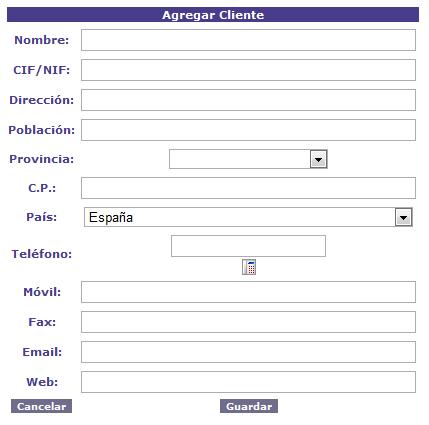 Agregar Cliente
Nombre:
CIF/NIF:
Dirección:
Población:
Provincia:
C.P.:
País: España
Teléfono:
Móvil:
Fax:
Email:
Web:
Cancelar Guardar